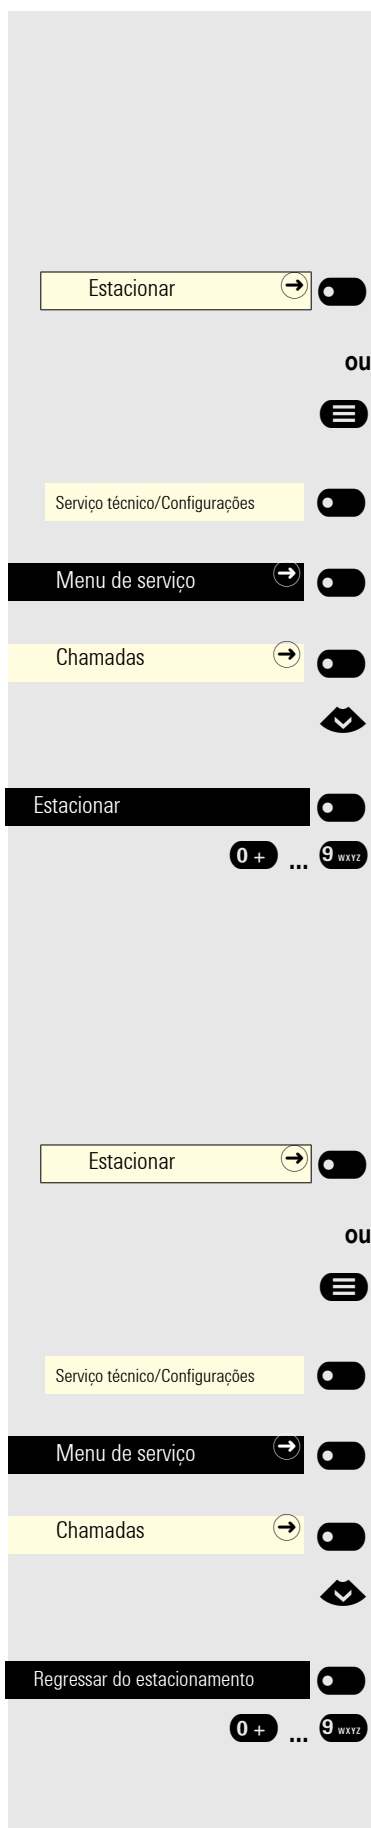 Estacionar
ou
Serviço técnico/Configurações
Menu de serviço
Chamadas
Estacionar
0 + ... 9 WXYZ
Estacionar
ou
Serviço técnico/Configurações
Menu de serviço
Chamadas
Regressar do estacionamento
0 + ... 9 WXYZ